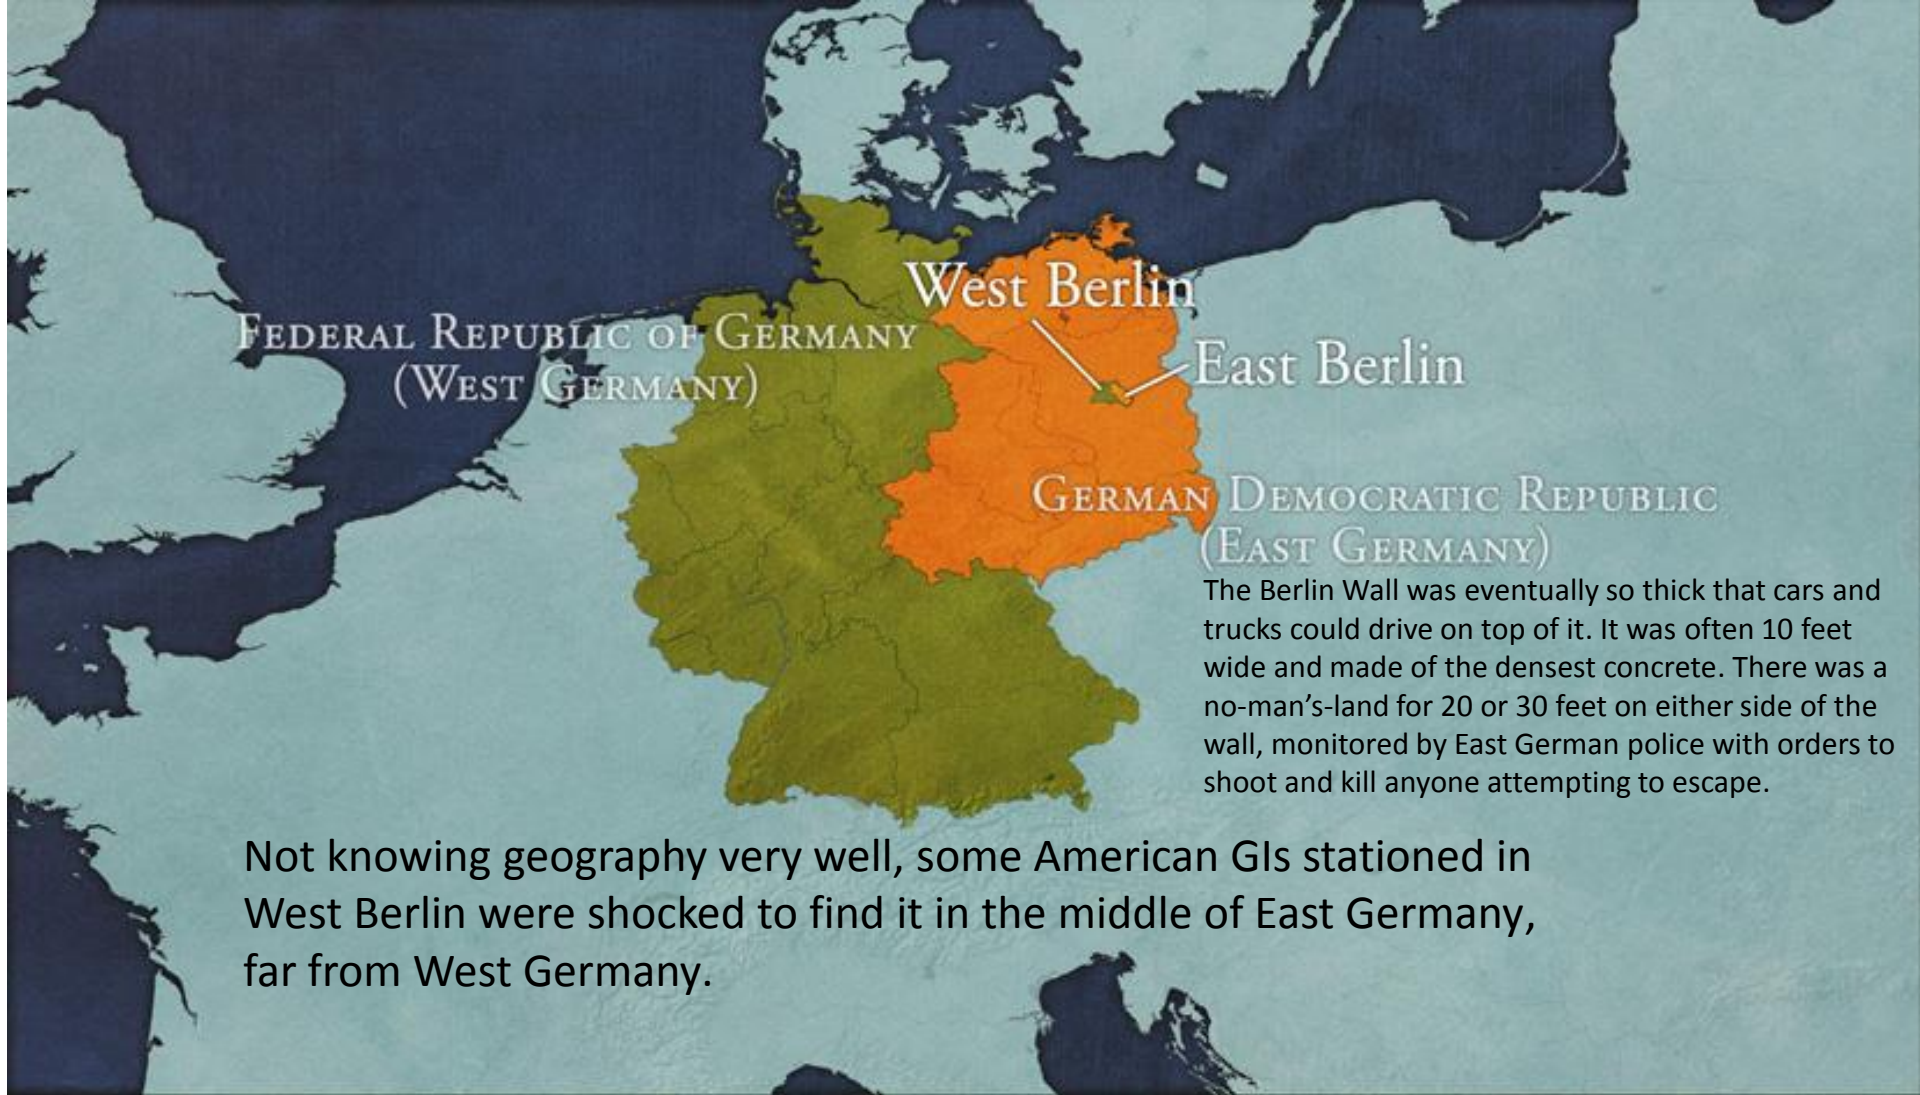 West Berlin
FEDERAL REPUBLIC OF GERMANY
(WEST GERMANY)
East Berlin
GERMAN DEMOCRATIC REPUBLIC
(EAST GERMANY)
The Berlin Wall was eventually so thick that cars and
trucks could drive on top of it. It was often 10 feet
wide and made of the densest concrete. There was a
no-man’s-land for 20 or 30 feet on either side of the
wall, monitored by East German police with orders to
shoot and kill anyone attempting to escape.
Not knowing geography very well, some American GIs stationed in
West Berlin were shocked to find it in the middle of East Germany,
far from West Germany.